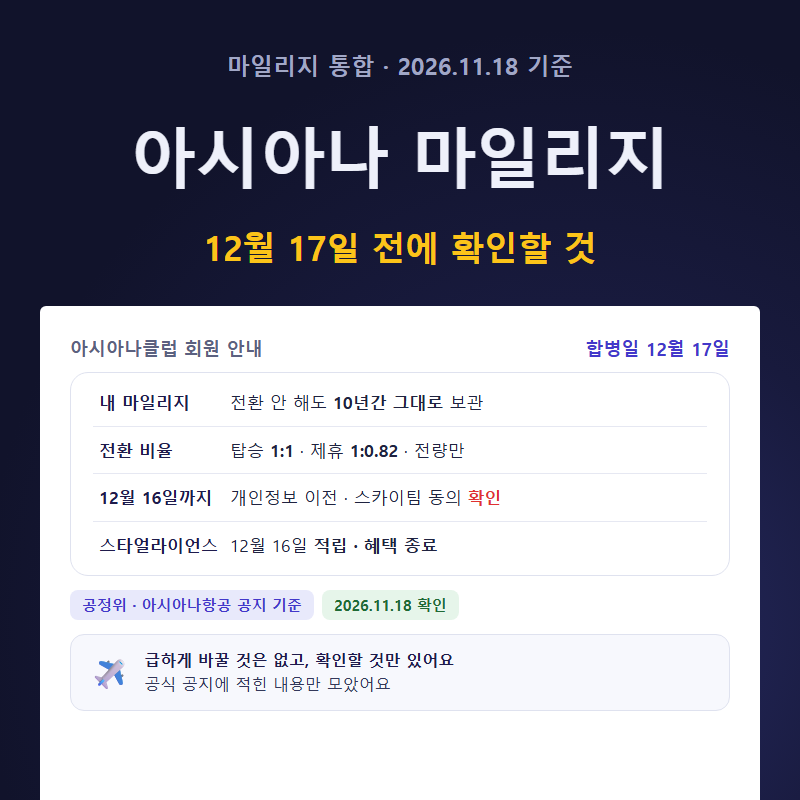 마일리지 통합 · 2026.11.18 기준
아시아나 마일리지
12월 17일 전에 확인할 것
아시아나클럽 회원 안내 합병일 12월 17일
내 마일리지 전환 안 해도 10년간 그대로 보관
전환 비율 탑승 1:1 · 제휴 1:0.82 · 전량만
12월 16일까지 개인정보 이전 · 스카이팀 동의 확인
스타얼라이언스 12월 16일 적립 · 혜택 종료
공정위 · 아시아나항공 공지 기준 2026.11.18 확인
급하게 바꿀 것은 없고, 확인할 것만 있어요
공식 공지에 적힌 내용만 모았어요